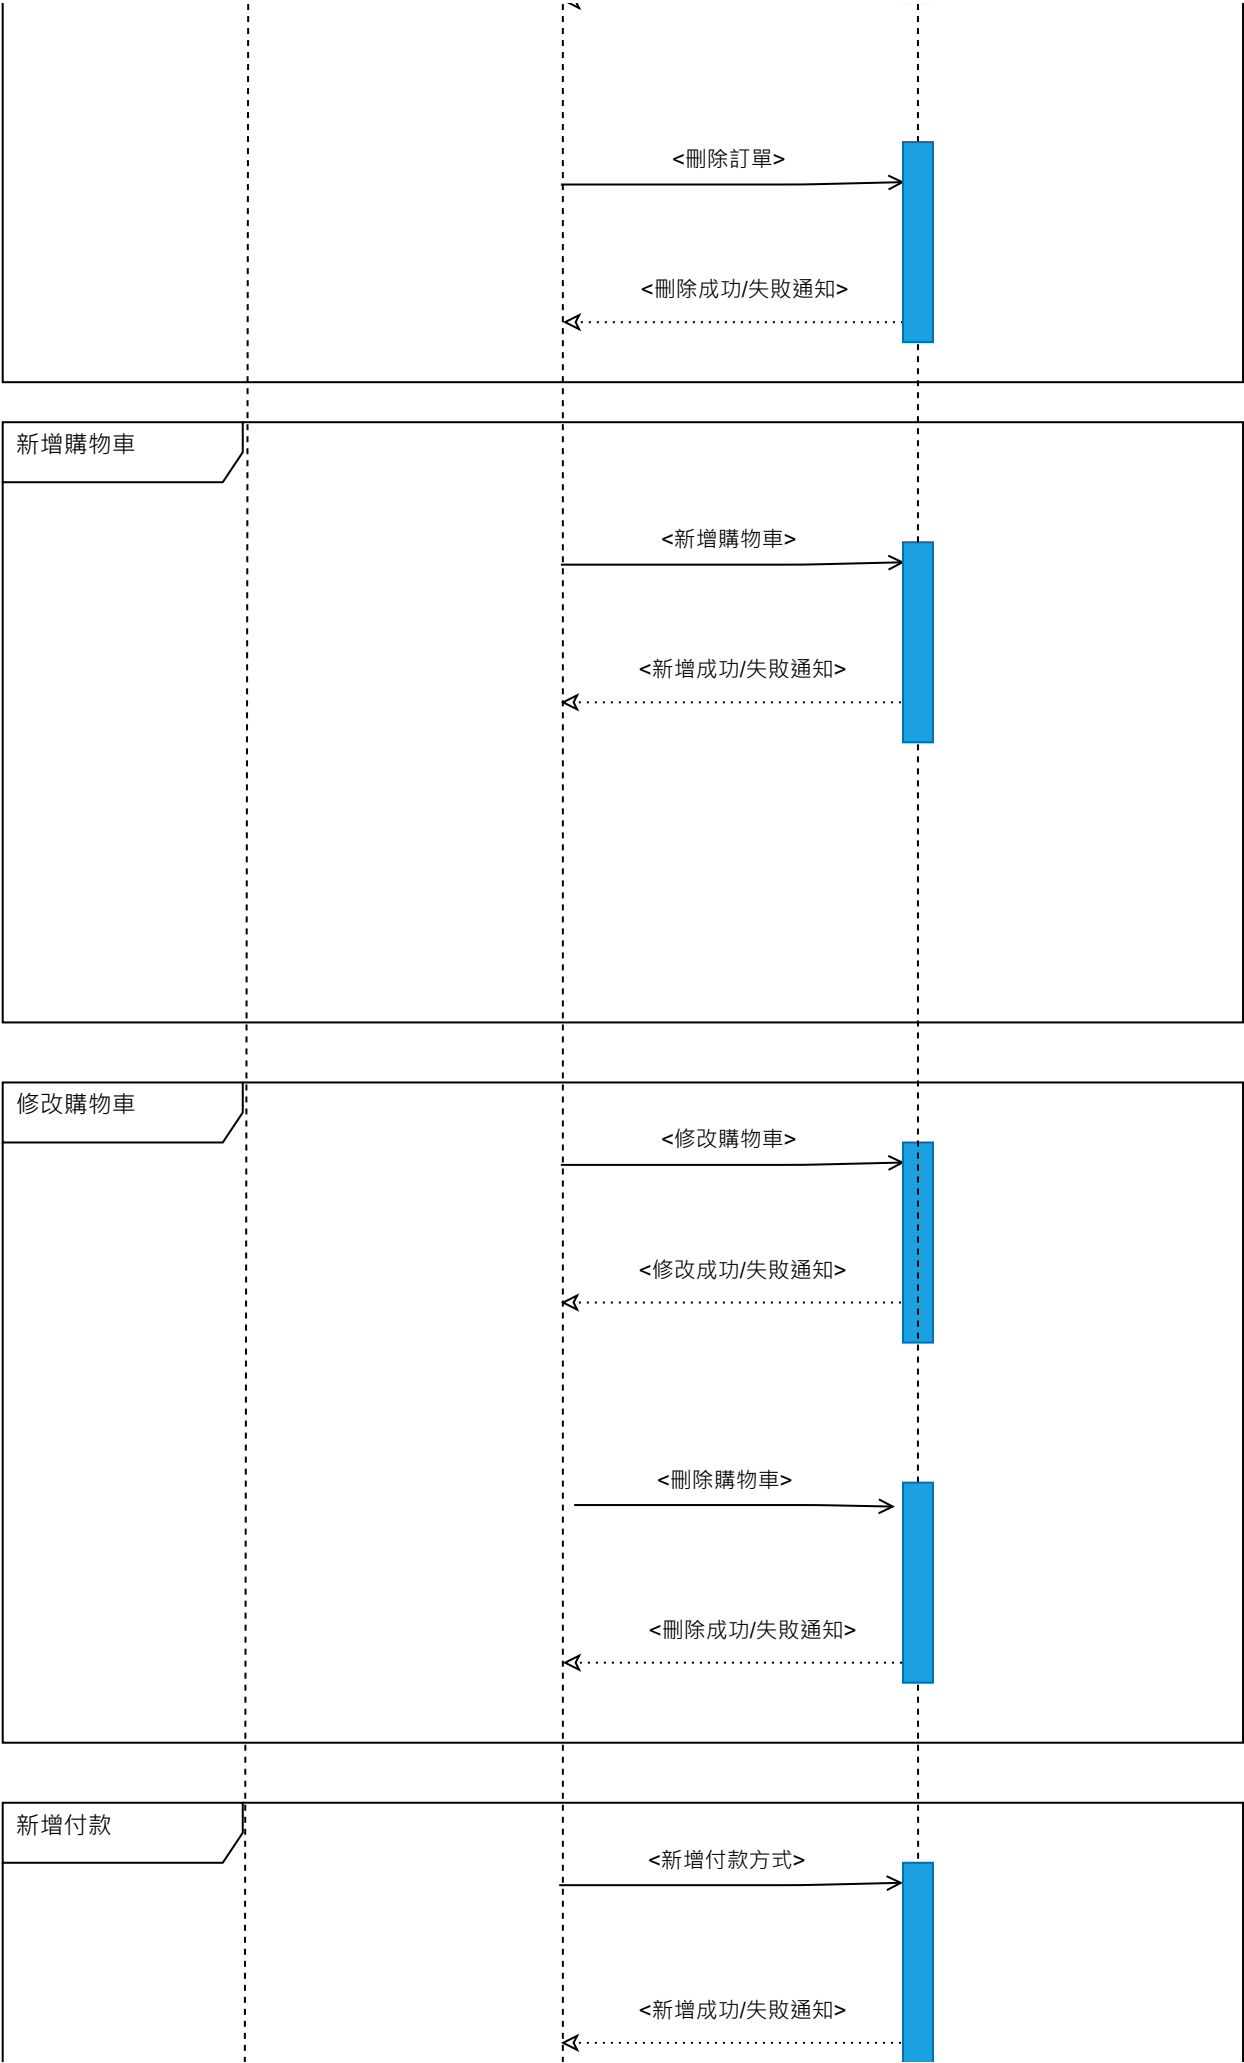 <刪除訂單>
<刪除成功/失敗通知>
新增購物車
<新增購物車>
<新增成功/失敗通知>
修改購物車
<修改購物車>
<修改成功/失敗通知>
<刪除購物車>
<刪除成功/失敗通知>
新增付款
<新增付款方式>
<新增成功/失敗通知>